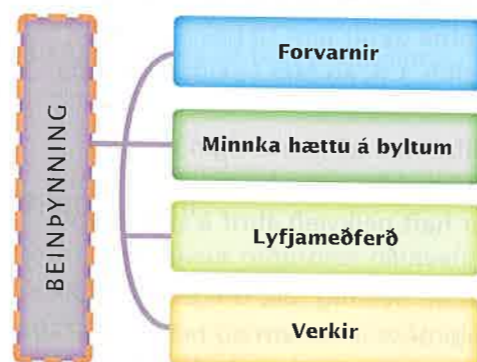 BEINÞYNNING
Forvarnir
Minnka hættu á byltum
Lyfjameðferð
Verkir